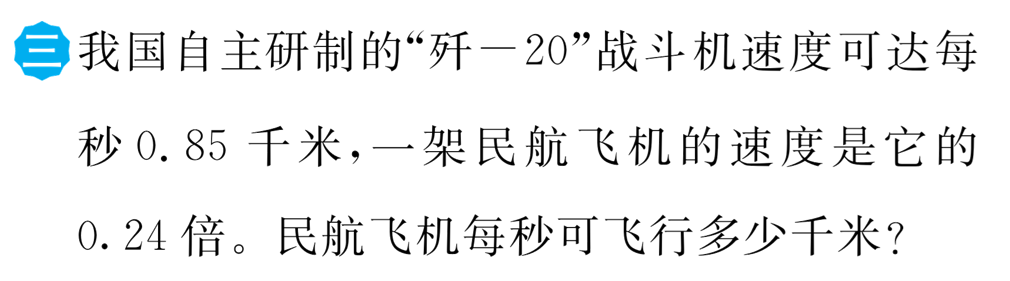 三 我国自主研制的“歼－20”战斗机速度可达每
秒 0.85 千米,一架民航飞机的速度是它的
0.24 倍。民航飞机每秒可飞行多少千米?